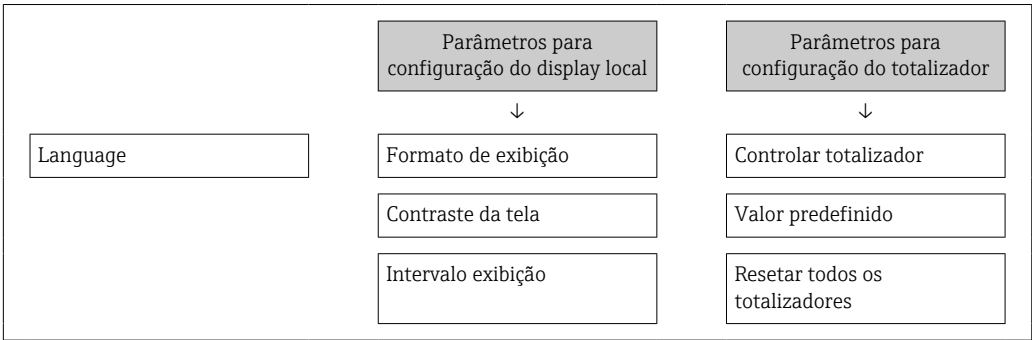 Parâmetros para
configuração do display local
Parâmetros para
configuração do totalizador
↓
↓
Language
Formato de exibição
Controlar totalizador
Contraste da tela
Valor predefinido
Intervalo exibição
Resetar todos os
totalizadores